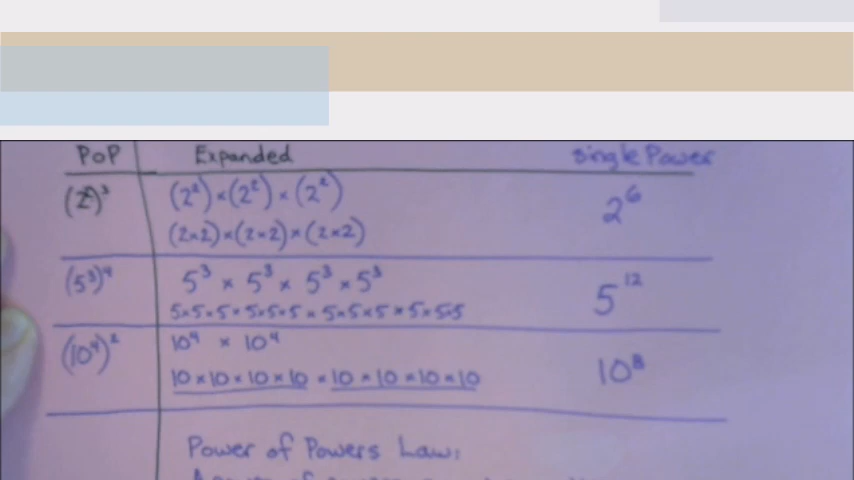 PoP Expanded Single Power
(2²)³ (2²)×(2²)×(2²) 2⁶
(2×2)×(2×2)×(2×2)
(5³)⁴ 5³ × 5³ × 5³ × 5³ 5¹²
5×5×5×5×5×5×5×5×5×5×5×5
(10⁴)² 10⁴ × 10⁴ 10⁸
10×10×10×10×10×10×10×10
Power of Powers Law: